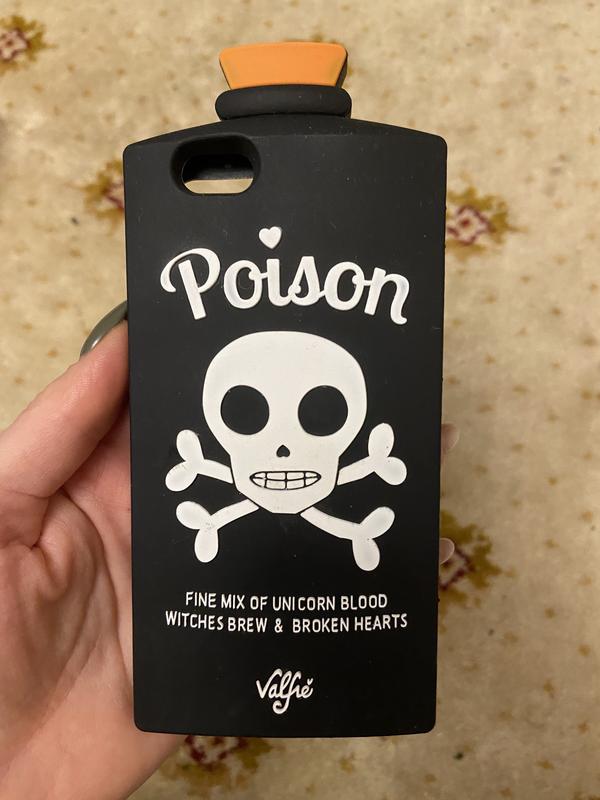 Poison
FINE MIX OF UNICORN BLOOD
WITCHES BREW & BROKEN HEARTS
Valfré